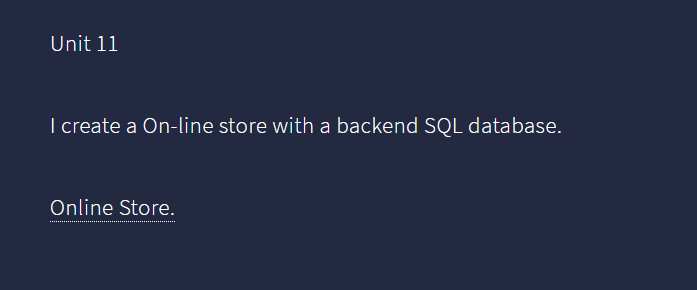 Unit 11
I create a On-line store with a backend SQL database.
Online Store.